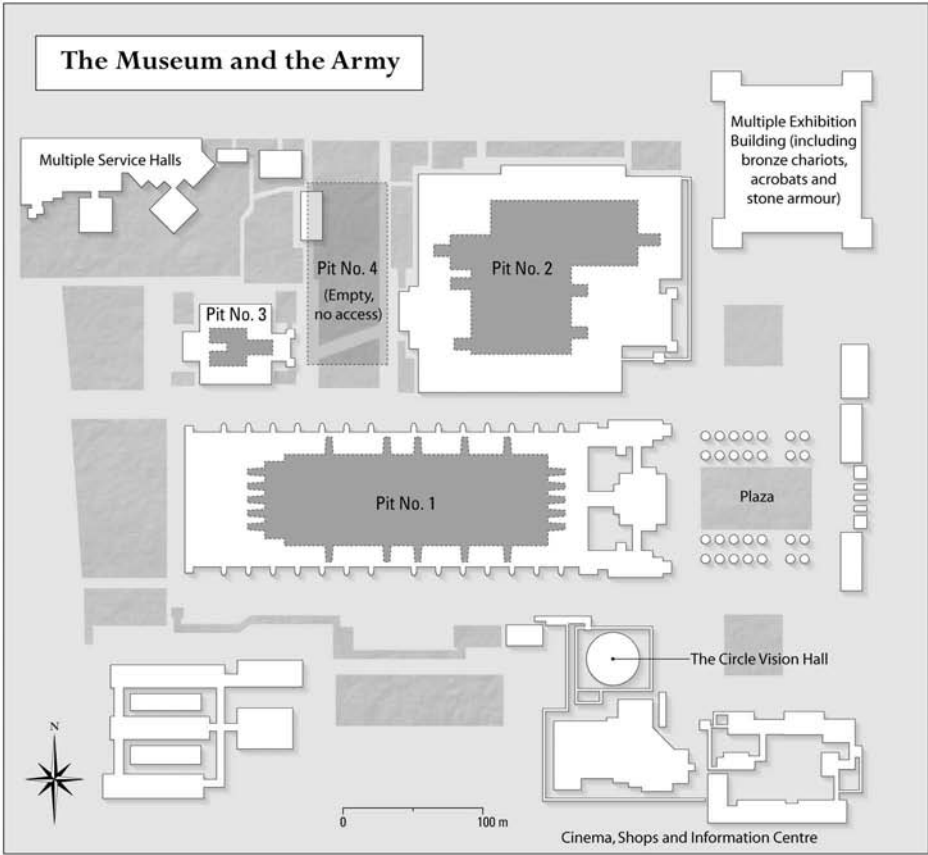 The Museum and the Army
Multiple Service Halls
Multiple Exhibition
Building (including
bronze chariots,
acrobats and
stone armour)
Pit No. 4
(Empty,
no access)
Pit No. 2
Pit No. 3
Pit No. 1
Plaza
The Circle Vision Hall
N
0
100 m
Cinema, Shops and Information Centre